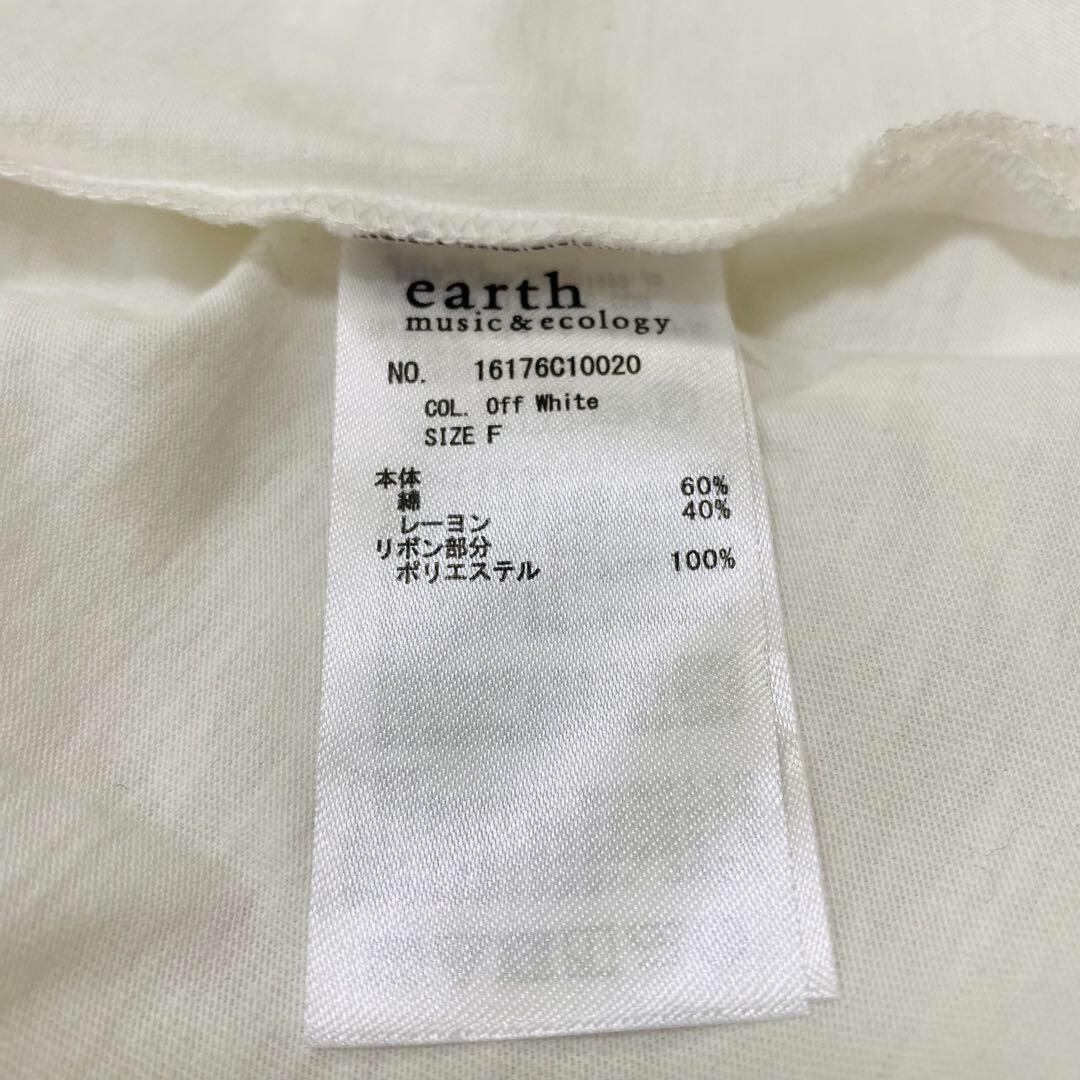 earth
music & ecology
NO. 16176C10020
COL. Off White
SIZE F
本体
綿 60%
レーヨン 40%
リボン部分
ポリエステル 100%